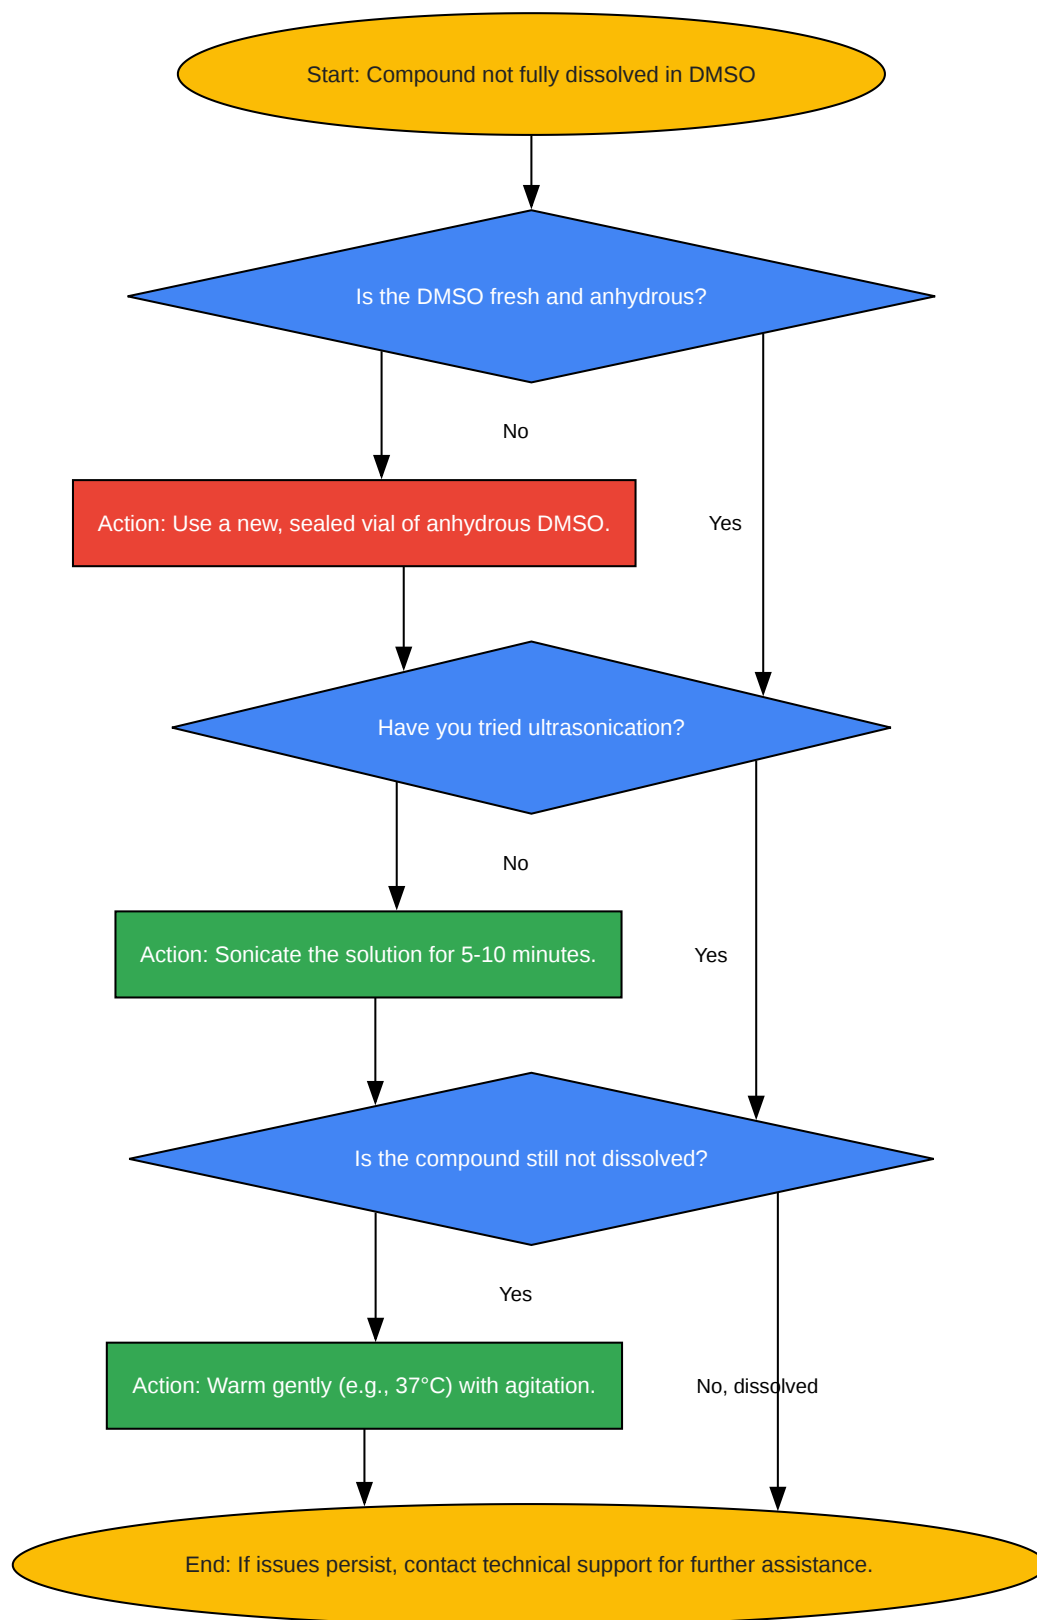 Start: Compound not fully dissolved in DMSO
Is the DMSO fresh and anhydrous?
No
Action: Use a new, sealed vial of anhydrous DMSO.
Yes
Have you tried ultrasonication?
No
Action: Sonicate the solution for 5-10 minutes.
Yes
Is the compound still not dissolved?
Yes
Action: Warm gently (e.g., 37°C) with agitation.
No, dissolved
End: If issues persist, contact technical support for further assistance.